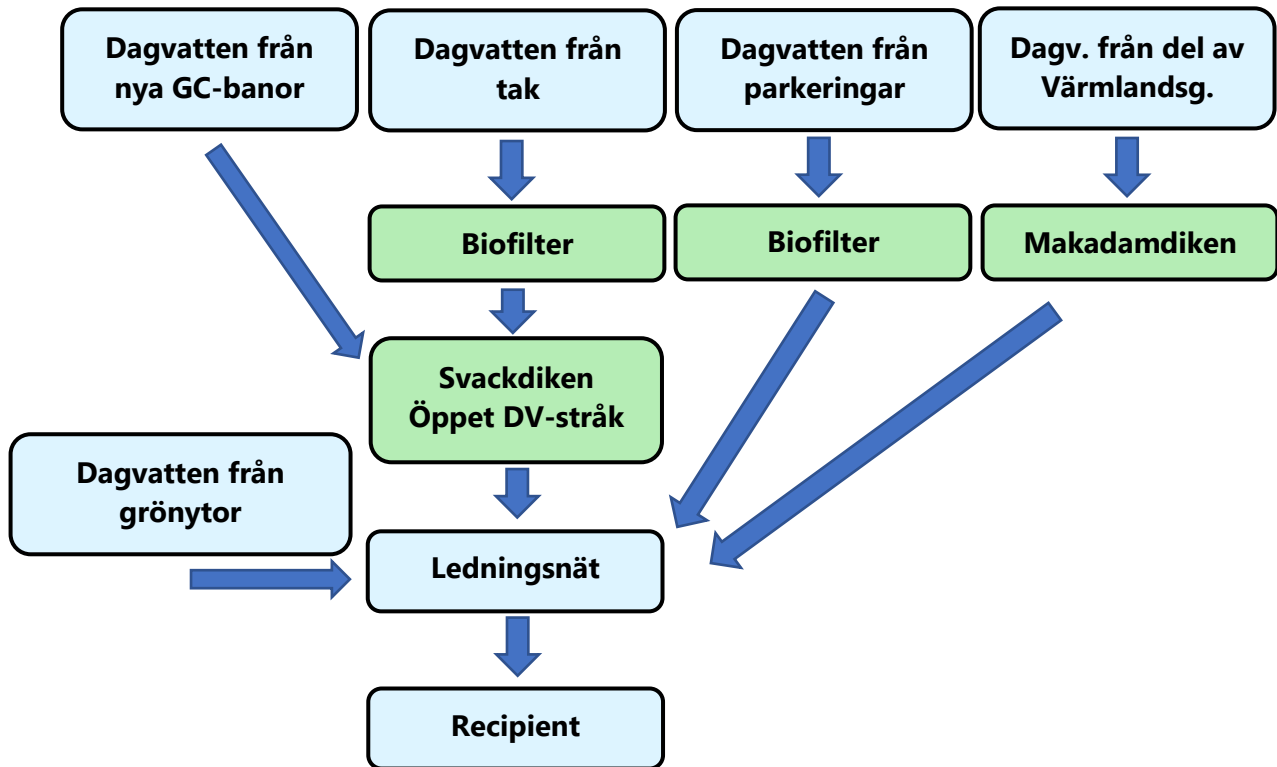 Dagvatten från
nya GC-banor
Dagvatten från
tak
Dagvatten från
parkeringar
Dagv. från del av
Värmlandsg.
Biofilter
Biofilter
Makadamdiken
Svackdiken
Öppet DV-stråk
Dagvatten från
grönytor
Ledningsnät
Recipient